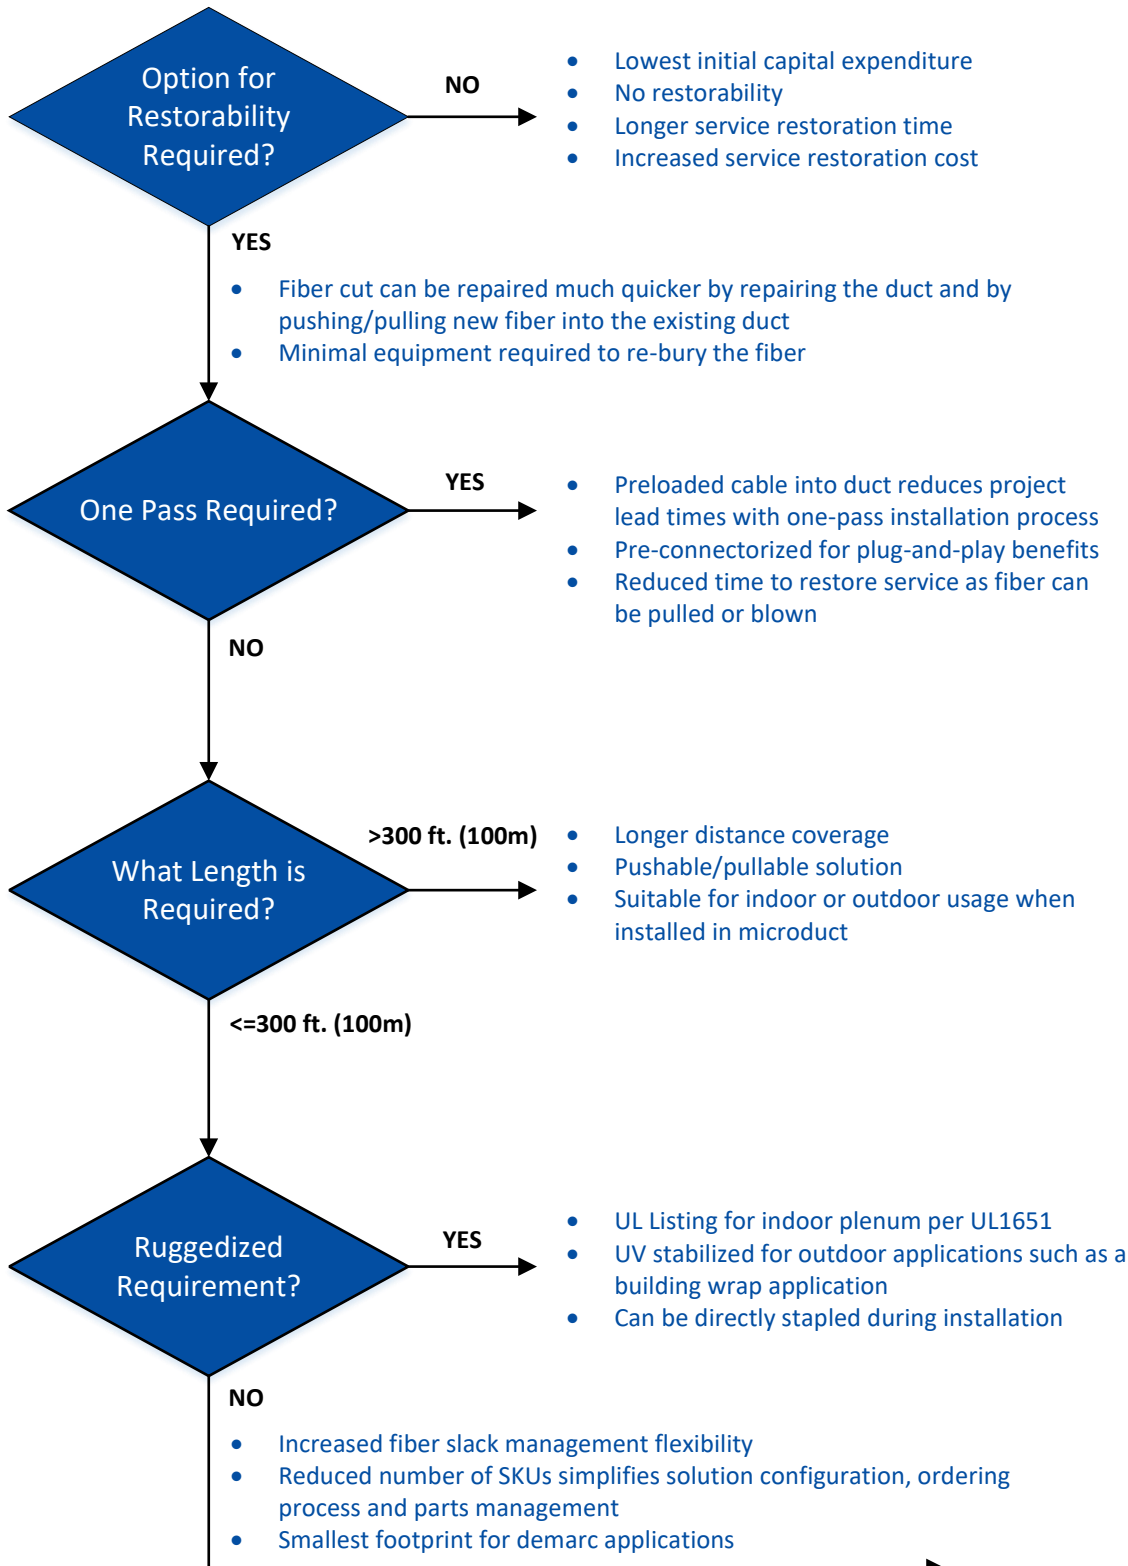 Option for
Restorability
Required?
NO
• Lowest initial capital expenditure
• No restorability
• Longer service restoration time
• Increased service restoration cost
YES
• Fiber cut can be repaired much quicker by repairing the duct and by
pushing/pulling new fiber into the existing duct
• Minimal equipment required to re-bury the fiber
One Pass Required?
YES
• Preloaded cable into duct reduces project
lead times with one-pass installation process
• Pre-connectorized for plug-and-play benefits
• Reduced time to restore service as fiber can
be pulled or blown
NO
What Length is
Required?
>300 ft. (100m)
• Longer distance coverage
• Pushable/pullable solution
• Suitable for indoor or outdoor usage when
installed in microduct
<=300 ft. (100m)
Ruggedized
Requirement?
YES
• UL Listing for indoor plenum per UL1651
• UV stabilized for outdoor applications such as a
building wrap application
• Can be directly stapled during installation
NO
• Increased fiber slack management flexibility
• Reduced number of SKUs simplifies solution configuration, ordering
process and parts management
• Smallest footprint for demarc applications